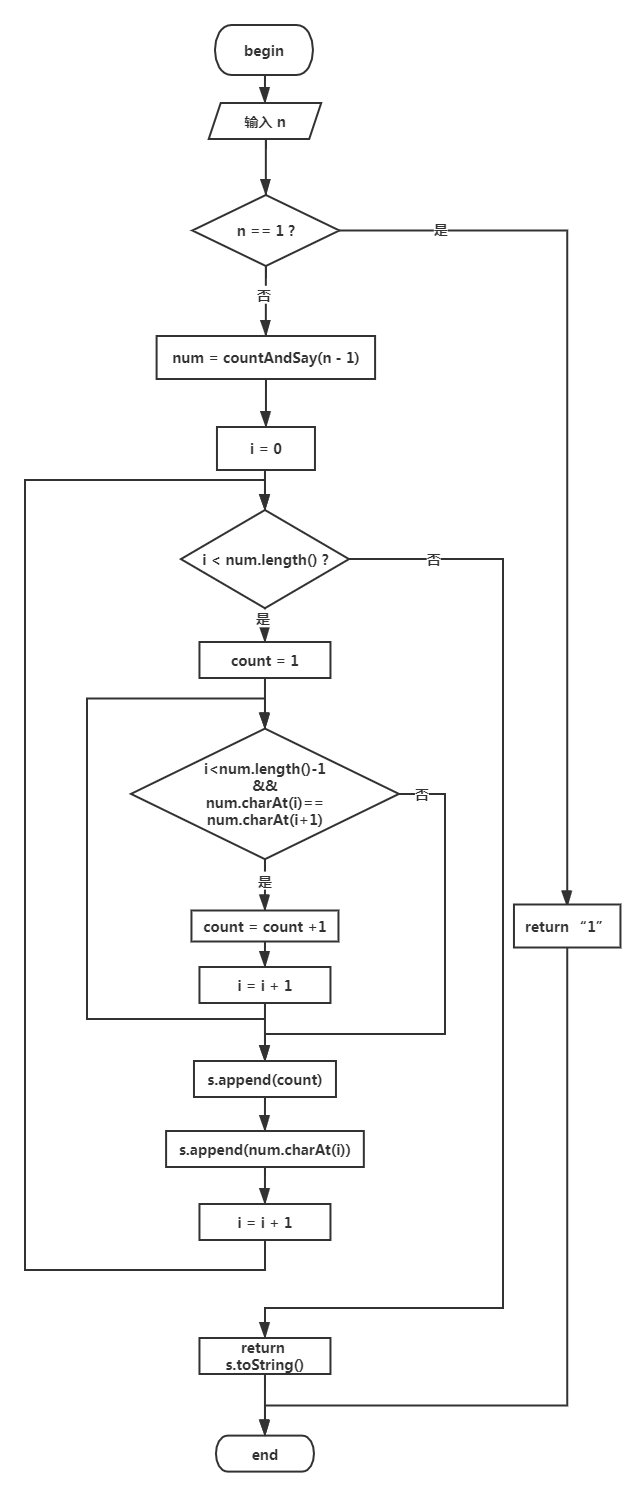 begin
输入 n
n == 1 ?
是
否
num = countAndSay(n - 1)
i = 0
i < num.length() ?
否
是
count = 1
i<num.length()-1
&&
num.charAt(i)==
num.charAt(i+1)
否
是
count = count +1
return “1”
i = i + 1
s.append(count)
s.append(num.charAt(i))
i = i + 1
return
s.toString()
end